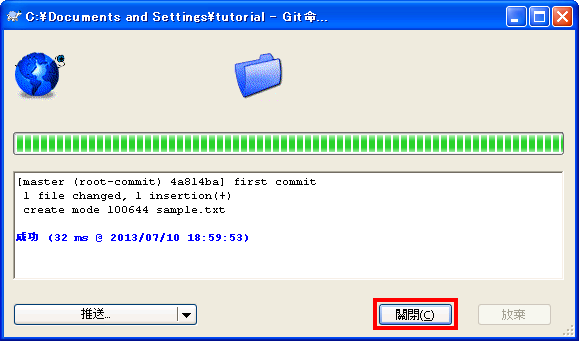 C:¥Documents and Settings¥tutorial - Git命...
[master (root-commit) 4a814ba] first commit
1 file changed, 1 insertion(+)
create mode 100644 sample.txt
成功 (32 ms @ 2013/07/10 18:59:53)
推送...
關閉(C)
放棄